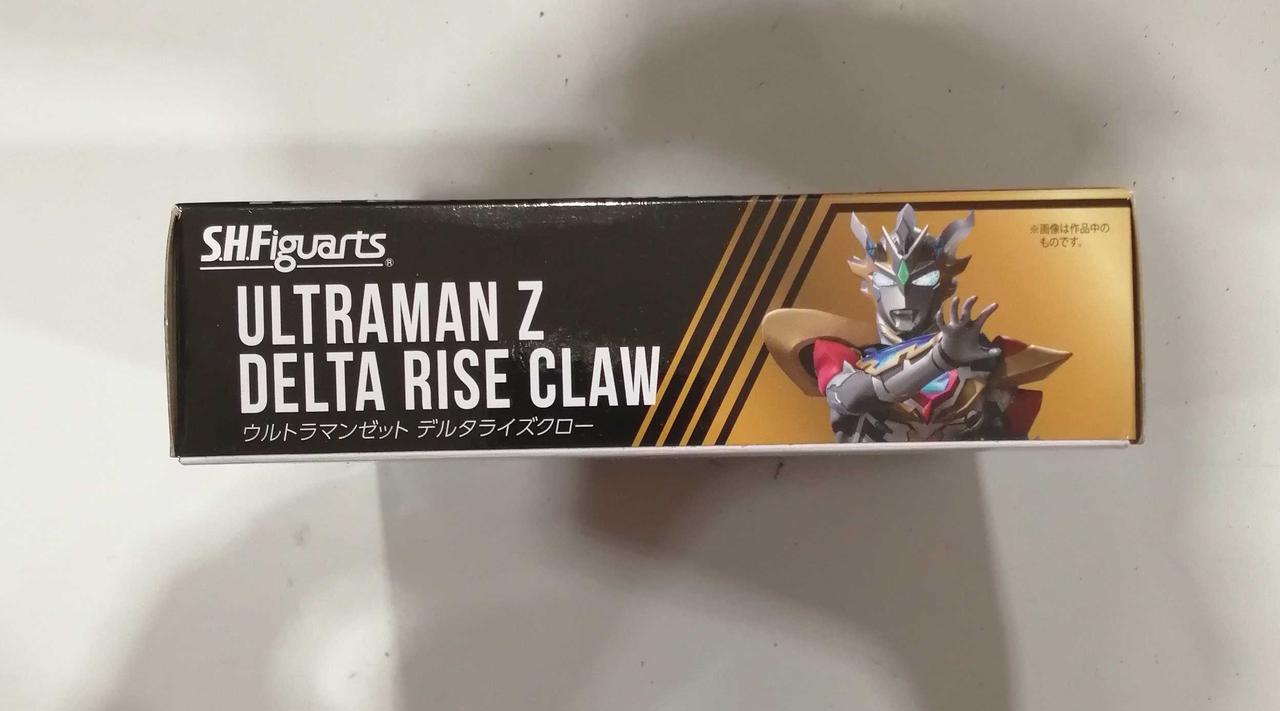 S.H.Figuarts®
ULTRAMAN Z
DELTA RISE CLAW
ウルトラマンゼット デルタライズクロー
※画像は作品中の
ものです。